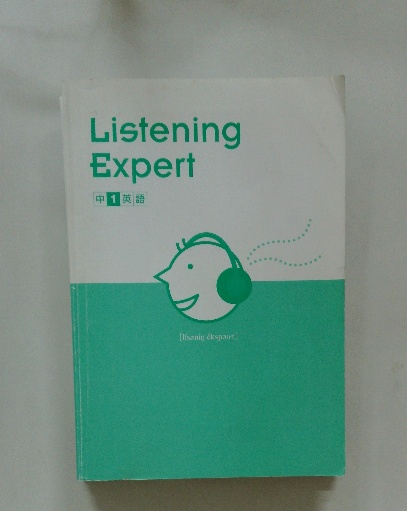 Listening
Expert
中1英語